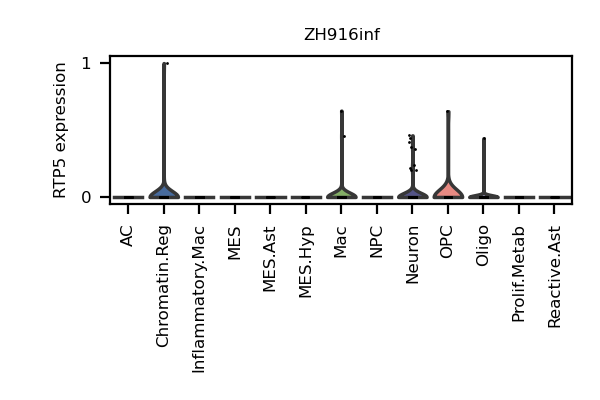 ZH916inf
RTP5 expression
1
0
AC
Chromatin.Reg
Inflammatory.Mac
MES
MES.Ast
MES.Hyp
Mac
NPC
Neuron
OPC
Oligo
Prolif.Metab
Reactive.Ast